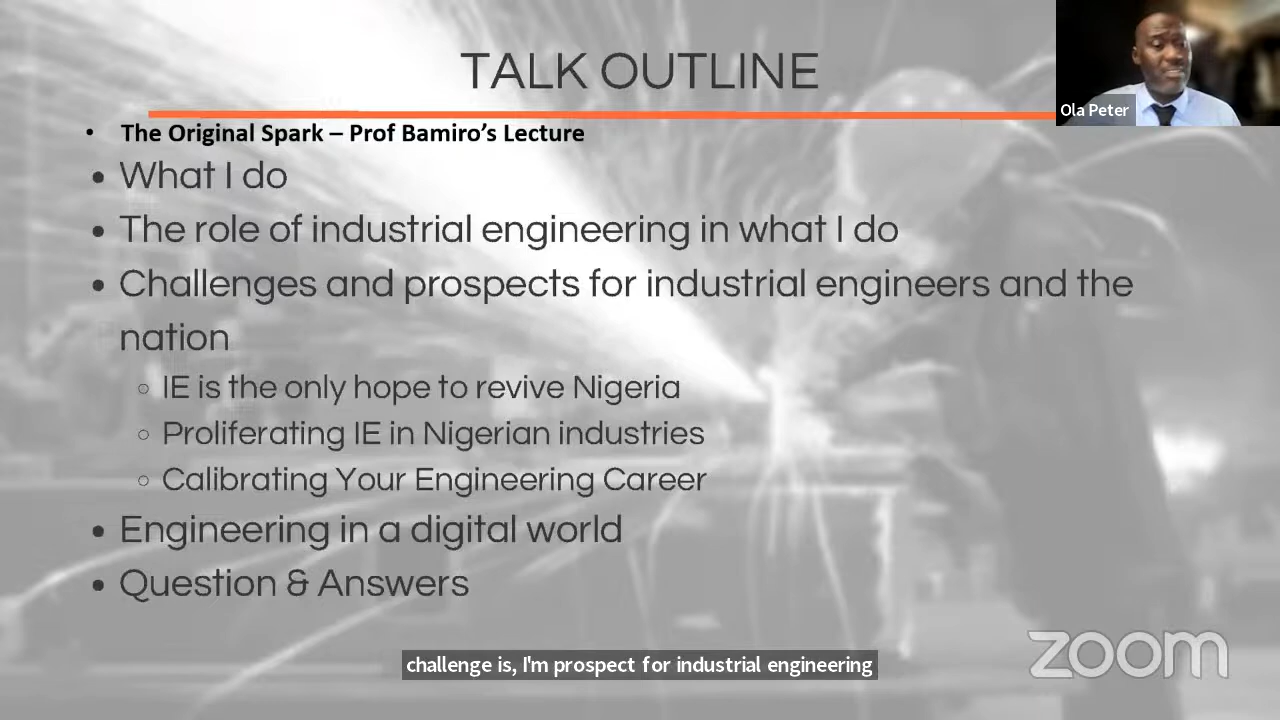 TALK OUTLINE
Ola Peter
• The Original Spark – Prof Bamiro’s Lecture
• What I do
• The role of industrial engineering in what I do
• Challenges and prospects for industrial engineers and the
nation
○ IE is the only hope to revive Nigeria
○ Proliferating IE in Nigerian industries
○ Calibrating Your Engineering Career
• Engineering in a digital world
• Question & Answers
zoom
challenge is, I'm prospect for industrial engineering